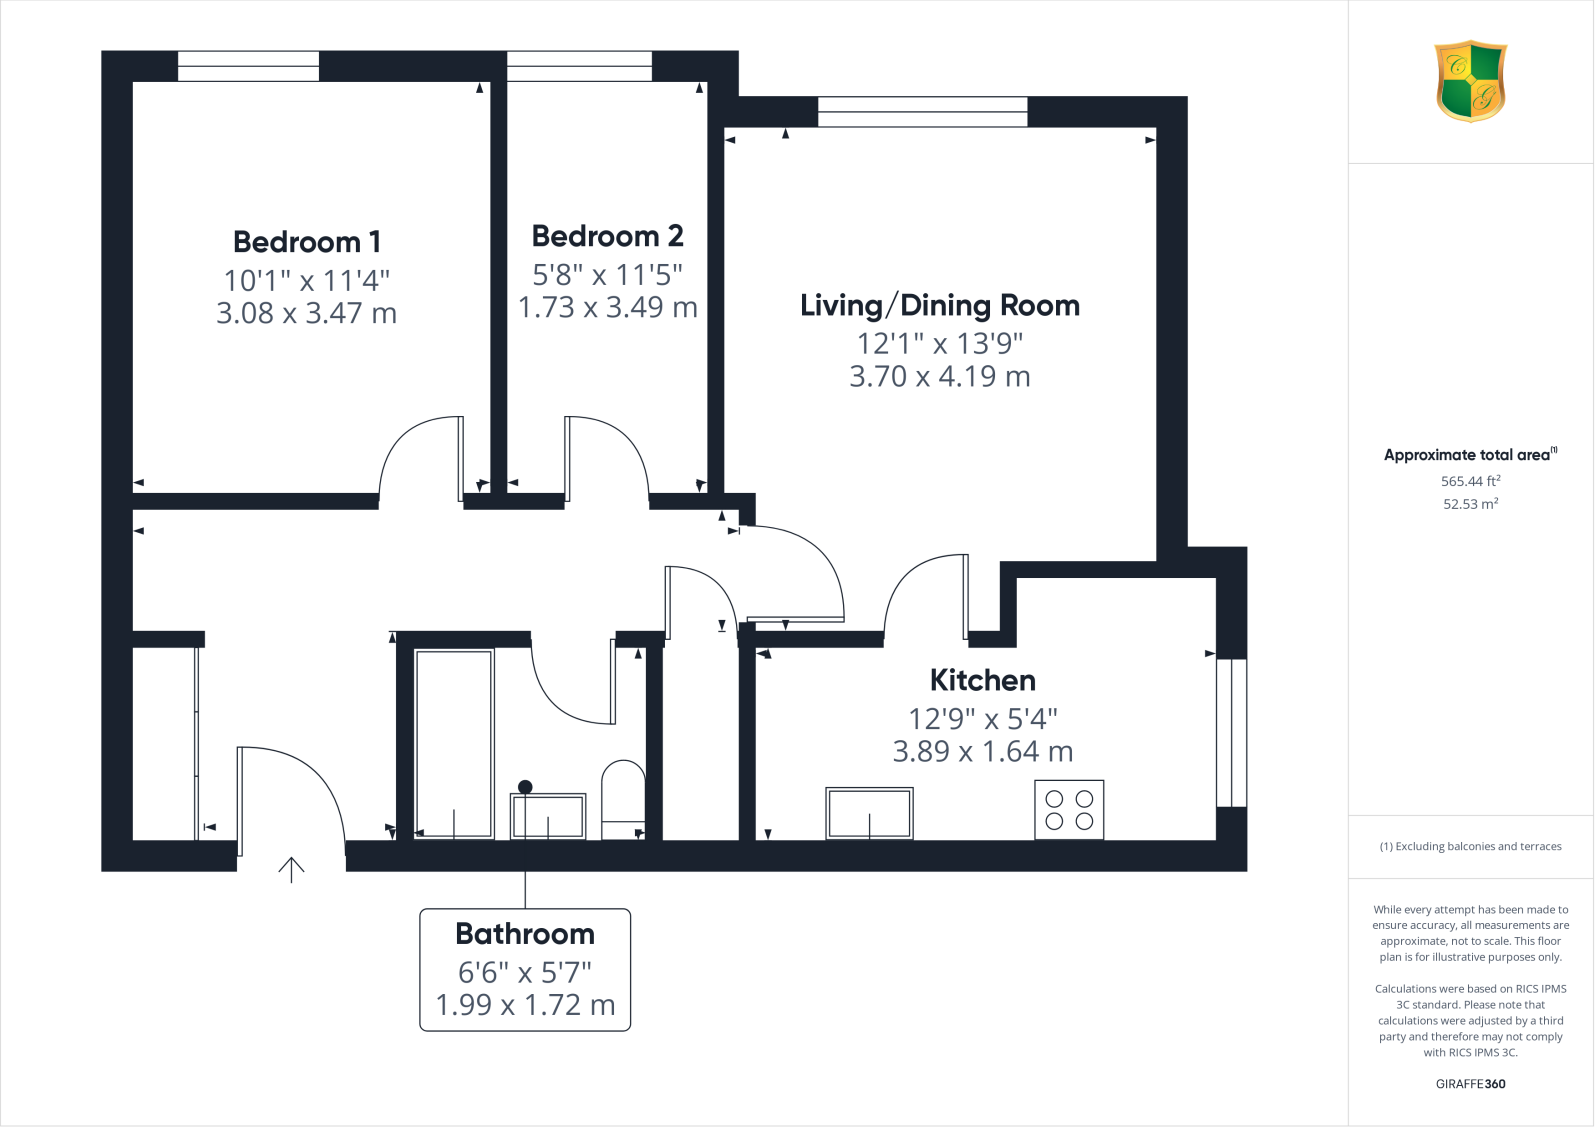 Bedroom 1
10'1" x 11'4"
3.08 x 3.47 m
Bedroom 2
5'8" x 11'5"
1.73 x 3.49 m
Living/Dining Room
12'1" x 13'9"
3.70 x 4.19 m
Kitchen
12'9" x 5'4"
3.89 x 1.64 m
Bathroom
6'6" x 5'7"
1.99 x 1.72 m
C
G
Approximate total area(1)
565.44 ft²
52.53 m²
(1) Excluding balconies and terraces
While every attempt has been made to
ensure accuracy, all measurements are
approximate, not to scale. This floor
plan is for illustrative purposes only.
Calculations were based on RICS IPMS
3C standard. Please note that
calculations were adjusted by a third
party and therefore may not comply
with RICS IPMS 3C.
GIRAFFE360